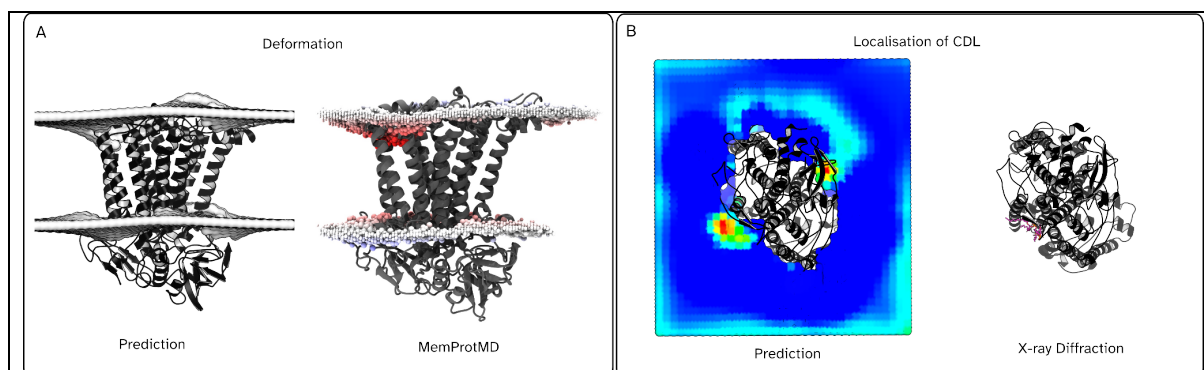 A
Deformation
Prediction
MemProtMD
B
Localisation of CDL
Prediction
X-ray Diffraction